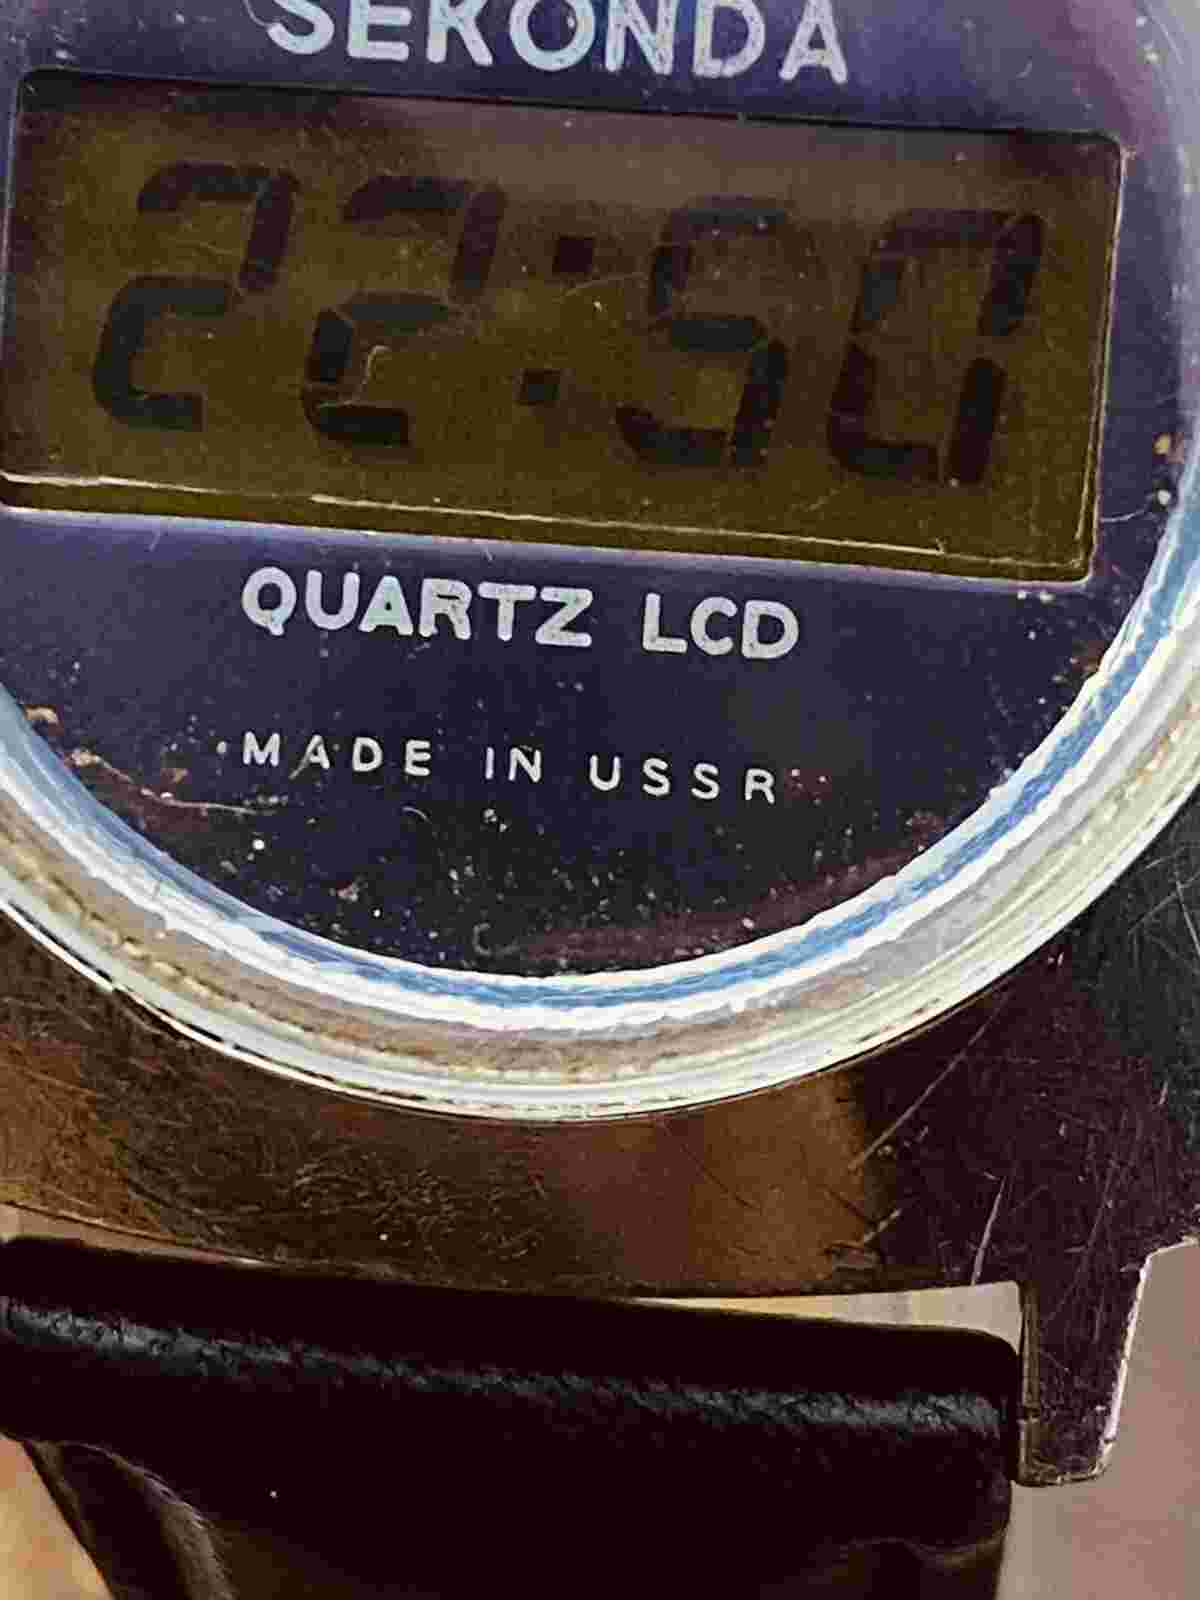 SEKONDA
22:50
QUARTZ LCD
MADE IN USSR